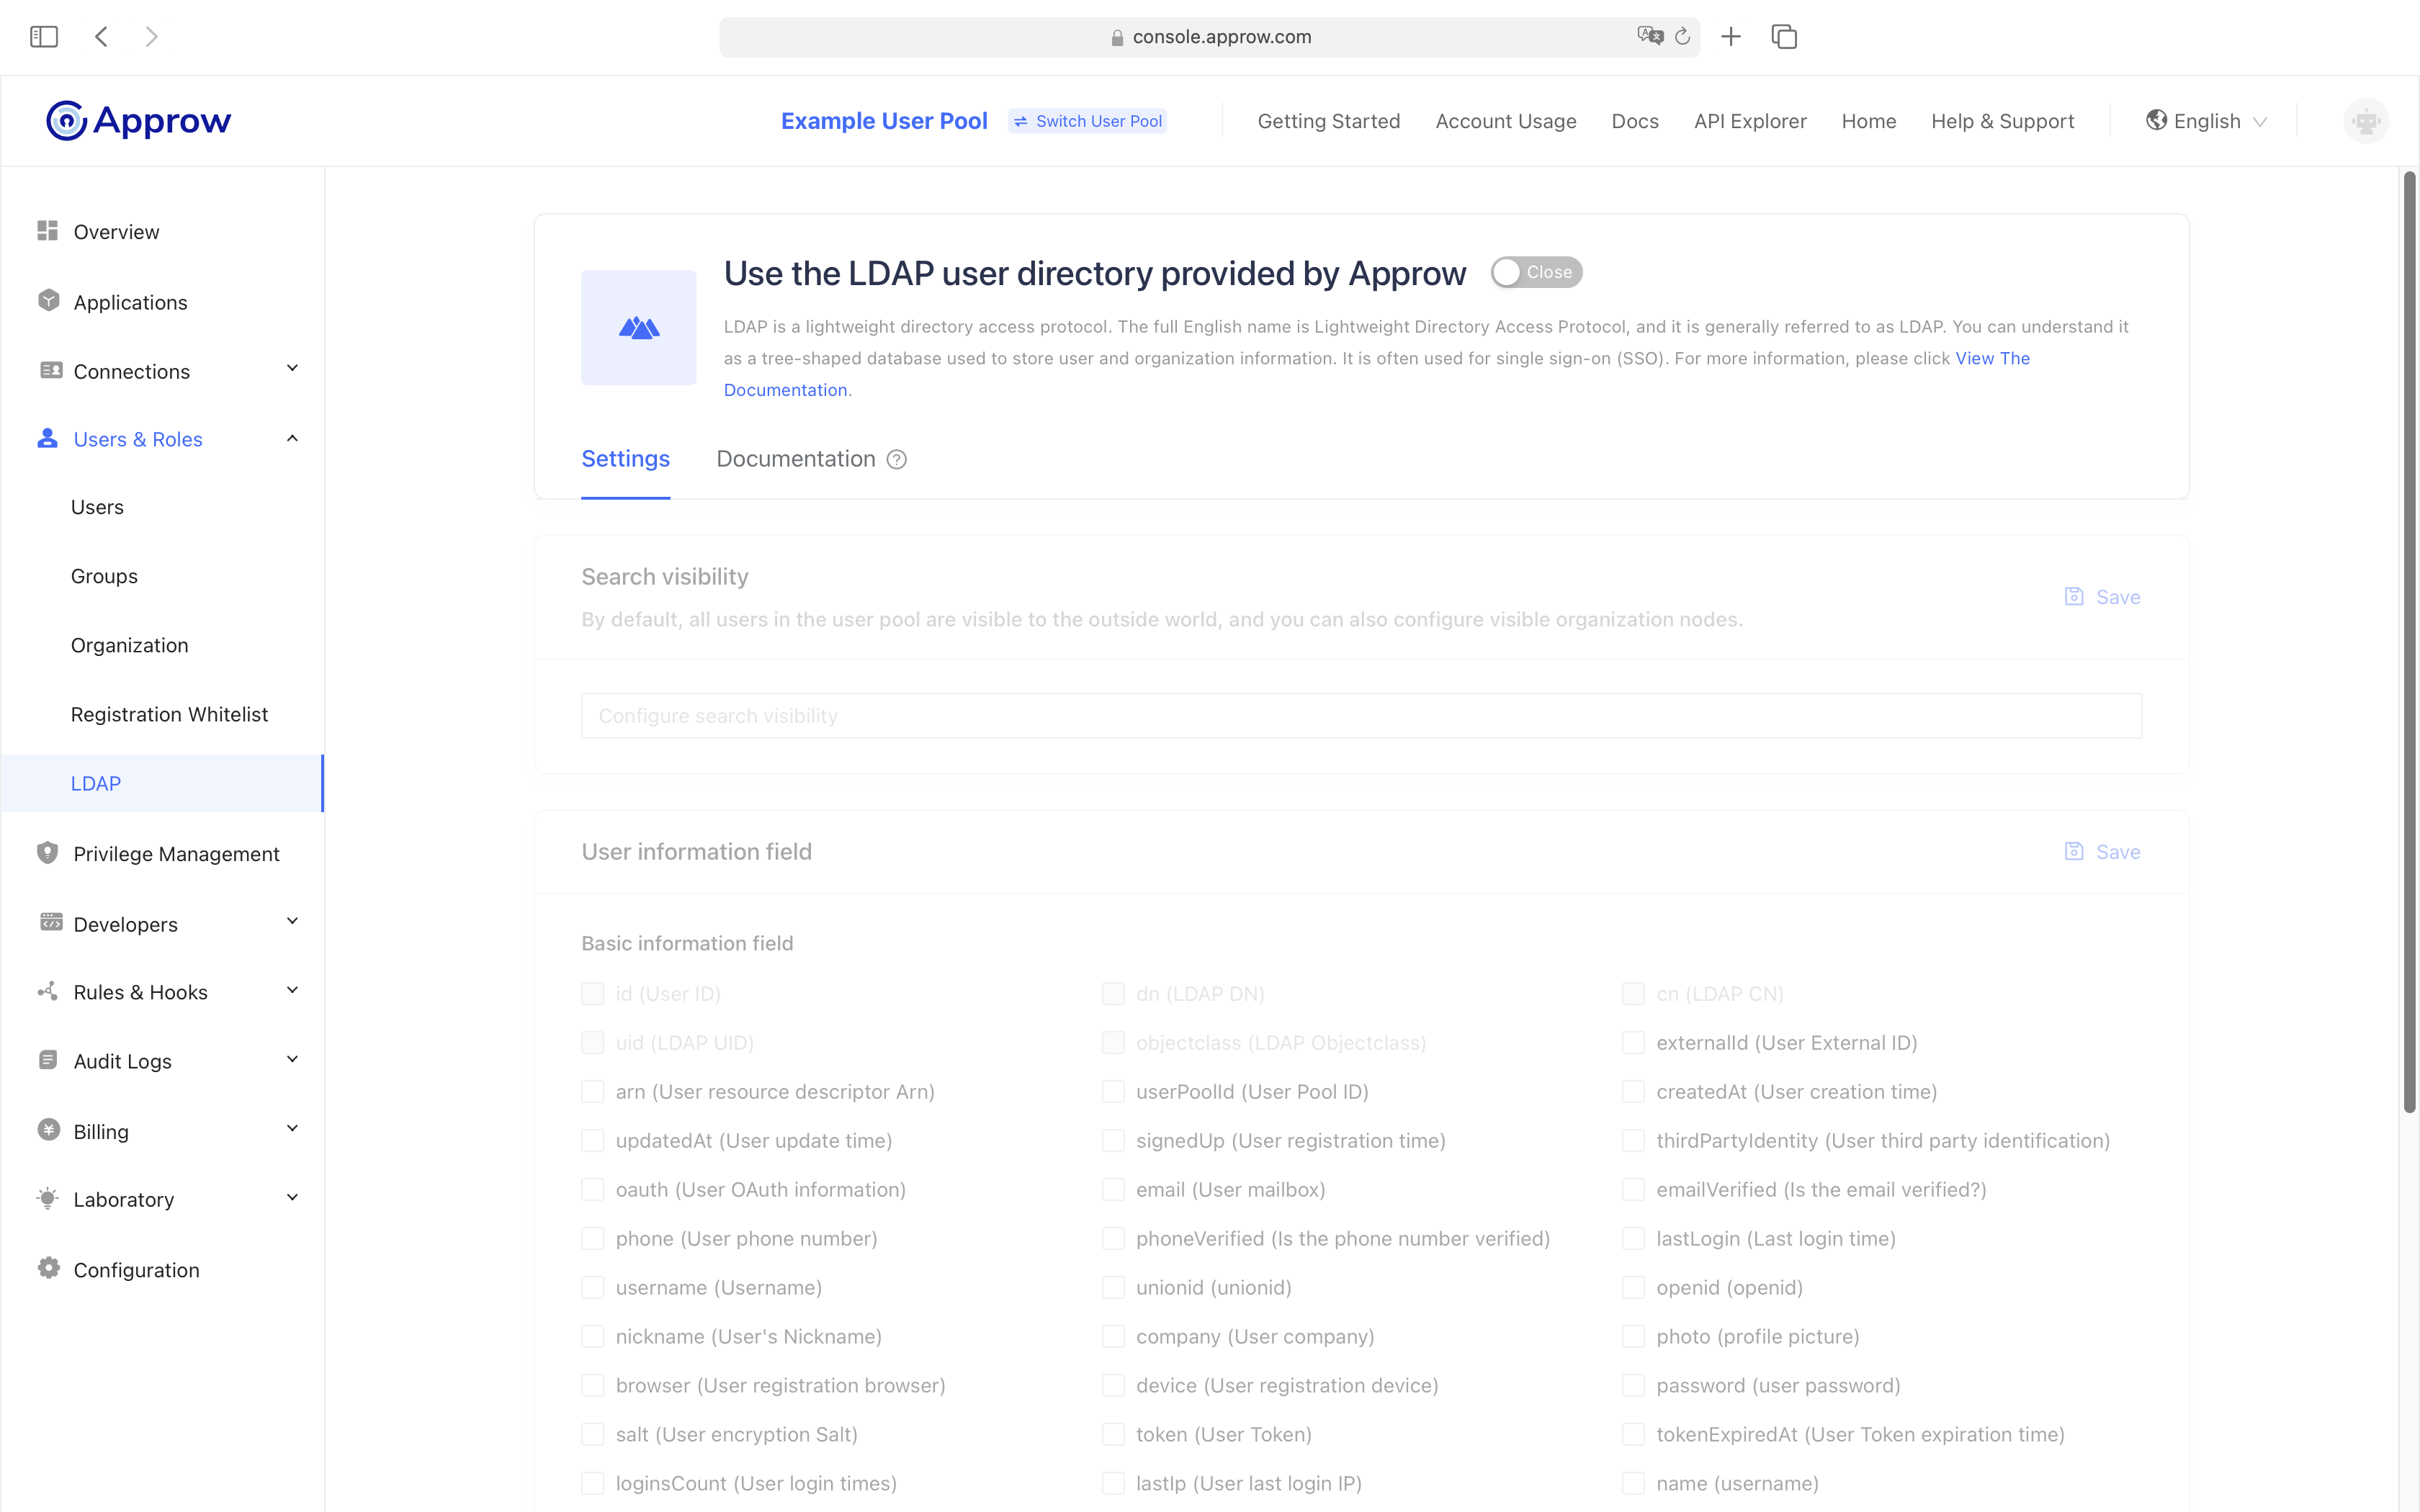 console.approw.com
Approw
Example User Pool
Switch User Pool
Getting Started
Account Usage
Docs
API Explorer
Home
Help & Support
English
Overview
Applications
Connections
Users & Roles
Users
Groups
Organization
Registration Whitelist
LDAP
Privilege Management
Developers
Rules & Hooks
Audit Logs
Billing
Laboratory
Configuration
Use the LDAP user directory provided by Approw
Close
LDAP is a lightweight directory access protocol. The full English name is Lightweight Directory Access Protocol, and it is generally referred to as LDAP. You can understand it
as a tree-shaped database used to store user and organization information. It is often used for single sign-on (SSO). For more information, please click View The
Documentation.
Settings
Documentation
Search visibility
Save
By default, all users in the user pool are visible to the outside world, and you can also configure visible organization nodes.
Configure search visibility
User information field
Save
Basic information field
id (User ID)
dn (LDAP DN)
cn (LDAP CN)
uid (LDAP UID)
objectclass (LDAP Objectclass)
externalId (User External ID)
arn (User resource descriptor Arn)
userPoolId (User Pool ID)
createdAt (User creation time)
updatedAt (User update time)
signedUp (User registration time)
thirdPartyIdentity (User third party identification)
oauth (User OAuth information)
email (User mailbox)
emailVerified (Is the email verified?)
phone (User phone number)
phoneVerified (Is the phone number verified)
lastLogin (Last login time)
username (Username)
unionid (unionid)
openid (openid)
nickname (User's Nickname)
company (User company)
photo (profile picture)
browser (User registration browser)
device (User registration device)
password (user password)
salt (User encryption Salt)
token (User Token)
tokenExpiredAt (User Token expiration time)
loginsCount (User login times)
lastIp (User last login IP)
name (username)